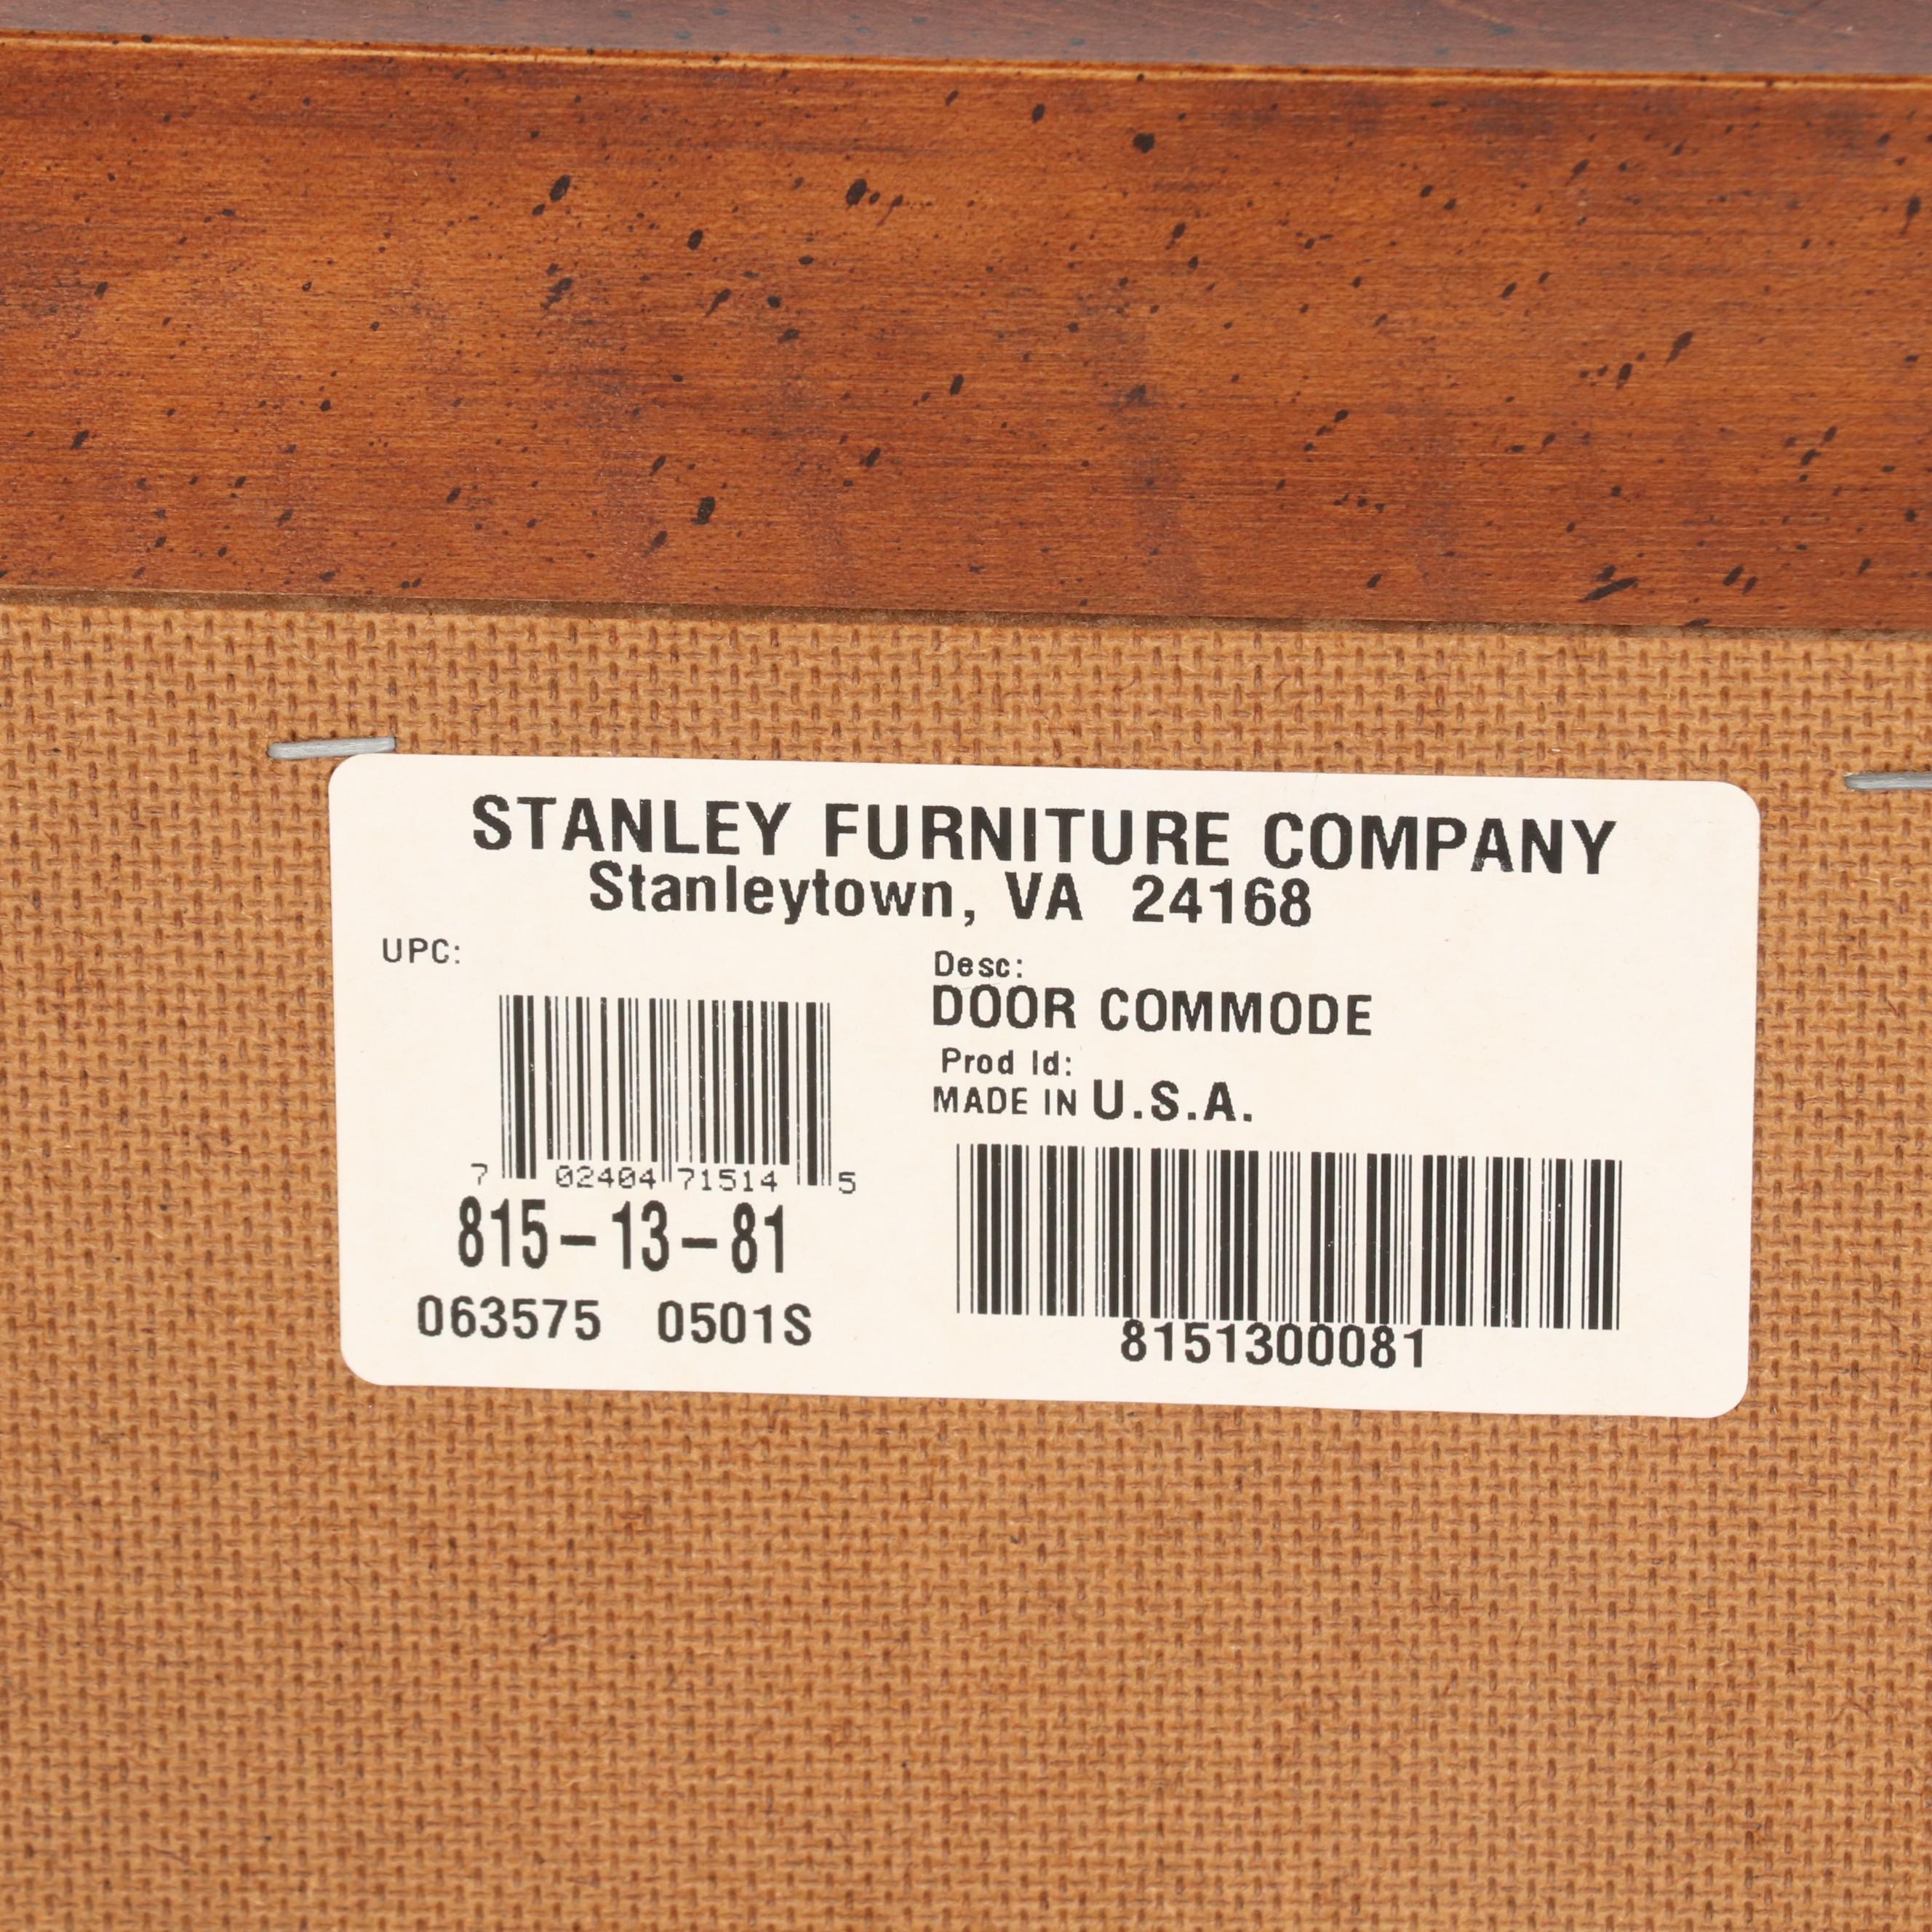 STANLEY FURNITURE COMPANY
Stanleytown, VA 24168
UPC:
7 02404 71514 5
815-13-81
063575 0501S
Desc:
DOOR COMMODE
Prod Id:
MADE IN U.S.A.
8151300081